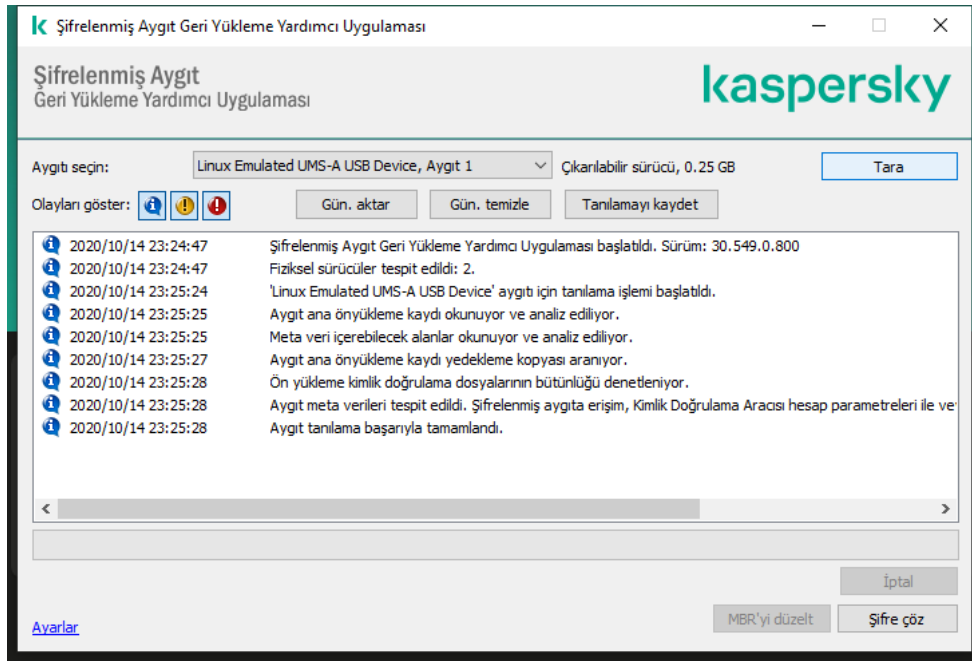 Şifrelenmiş Aygıt Geri Yükleme Yardımcı Uygulaması
Şifrelenmiş Aygıt
Geri Yükleme Yardımcı Uygulaması
kaspersky
Aygıtı seçin: Linux Emulated UMS-A USB Device, Aygıt 1 Çıkarılabilir sürücü, 0.25 GB Tara
Olayları göster: Gün. aktar Gün. temizle Tanılamayı kaydet
2020/10/14 23:24:47 Şifrelenmiş Aygıt Geri Yükleme Yardımcı Uygulaması başlatıldı. Sürüm: 30.549.0.800
2020/10/14 23:24:47 Fiziksel sürücüler tespit edildi: 2.
2020/10/14 23:25:24 'Linux Emulated UMS-A USB Device' aygıtı için tanılama işlemi başlatıldı.
2020/10/14 23:25:25 Aygıt ana önyükleme kaydı okunuyor ve analiz ediliyor.
2020/10/14 23:25:25 Meta veri içerebilecek alanlar okunuyor ve analiz ediliyor.
2020/10/14 23:25:27 Aygıt ana önyükleme kaydı yedekleme kopyası aranıyor.
2020/10/14 23:25:28 Ön yükleme kimlik doğrulama dosyalarının bütünlüğü denetleniyor.
2020/10/14 23:25:28 Aygıt meta verileri tespit edildi. Şifrelenmiş aygıta erişim, Kimlik Doğrulama Aracısı hesap parametreleri ile ve
2020/10/14 23:25:28 Aygıt tanılama başarıyla tamamlandı.
İptal
MBR'yi düzelt Şifre çöz
Ayarlar